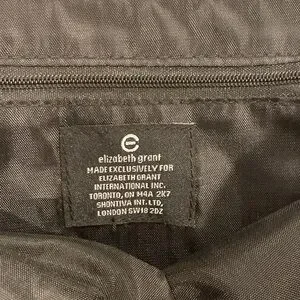 elizabeth grant
MADE EXCLUSIVELY FOR
ELIZABETH GRANT
INTERNATIONAL INC.
TORONTO, ON M4A 2K7
SHONTIVA INT. LTD,
LONDON SW18 2DZ